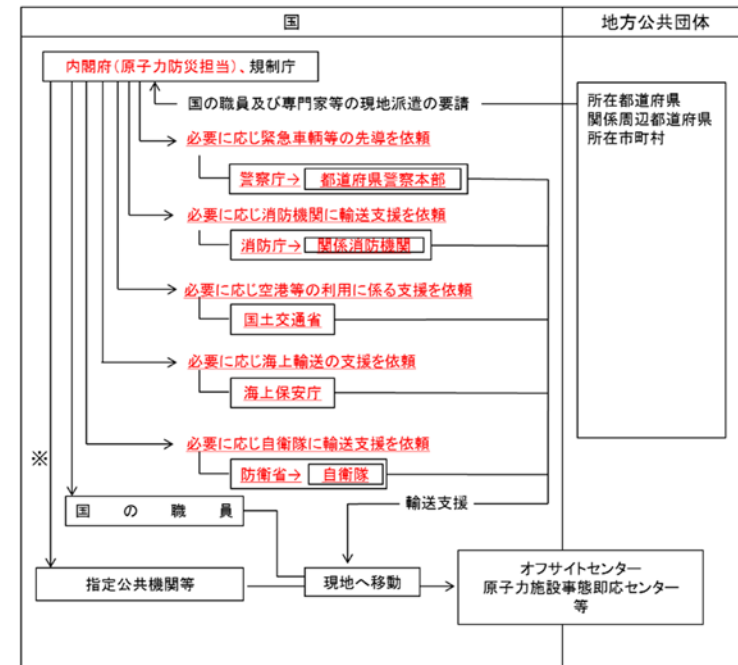 国
地方公共団体
内閣府(原子力防災担当)、規制庁
国の職員及び専門家等の現地派遣の要請
所在都道府県
関係周辺都道府県
所在市町村
必要に応じ緊急車輌等の先導を依頼
警察庁→ 都道府県警察本部
必要に応じ消防機関に輸送支援を依頼
消防庁→ 関係消防機関
必要に応じ空港等の利用に係る支援を依頼
国土交通省
必要に応じ海上輸送の支援を依頼
海上保安庁
※
必要に応じ自衛隊に輸送支援を依頼
防衛省→ 自衛隊
国 の 職 員
輸送支援
指定公共機関等
現地へ移動
オフサイトセンター
原子力施設事態即応センター
等